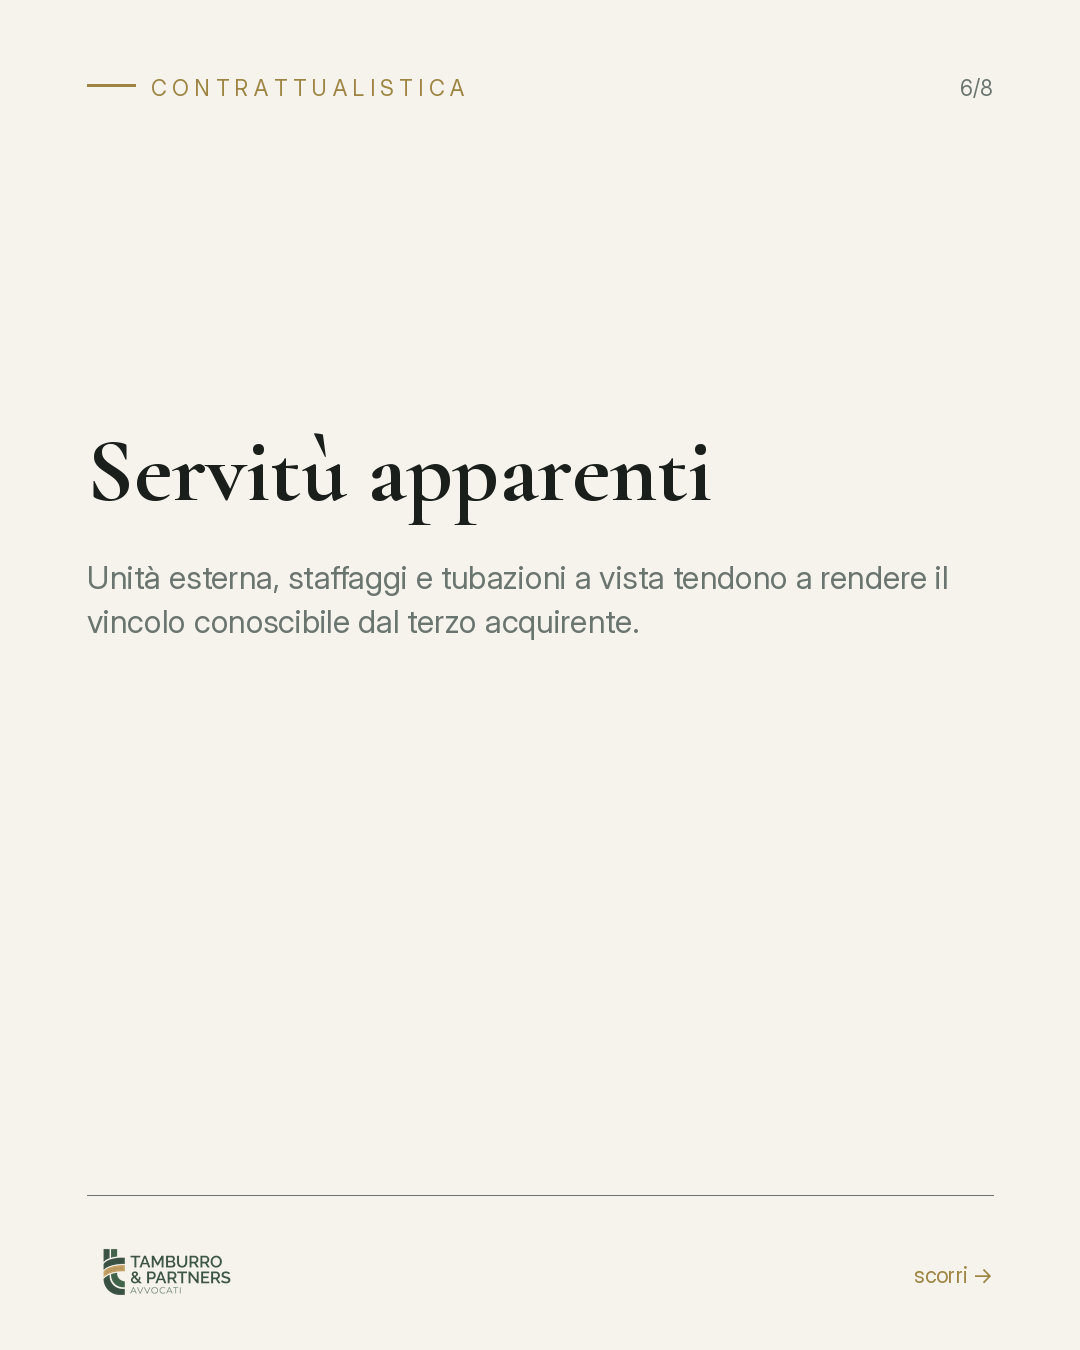 CONTRATTUALISTICA
6/8
Servitù apparenti
Unità esterna, staffaggi e tubazioni a vista tendono a rendere il
vincolo conoscibile dal terzo acquirente.
TAMBURRO
& PARTNERS
AVVOCATI
scorri →